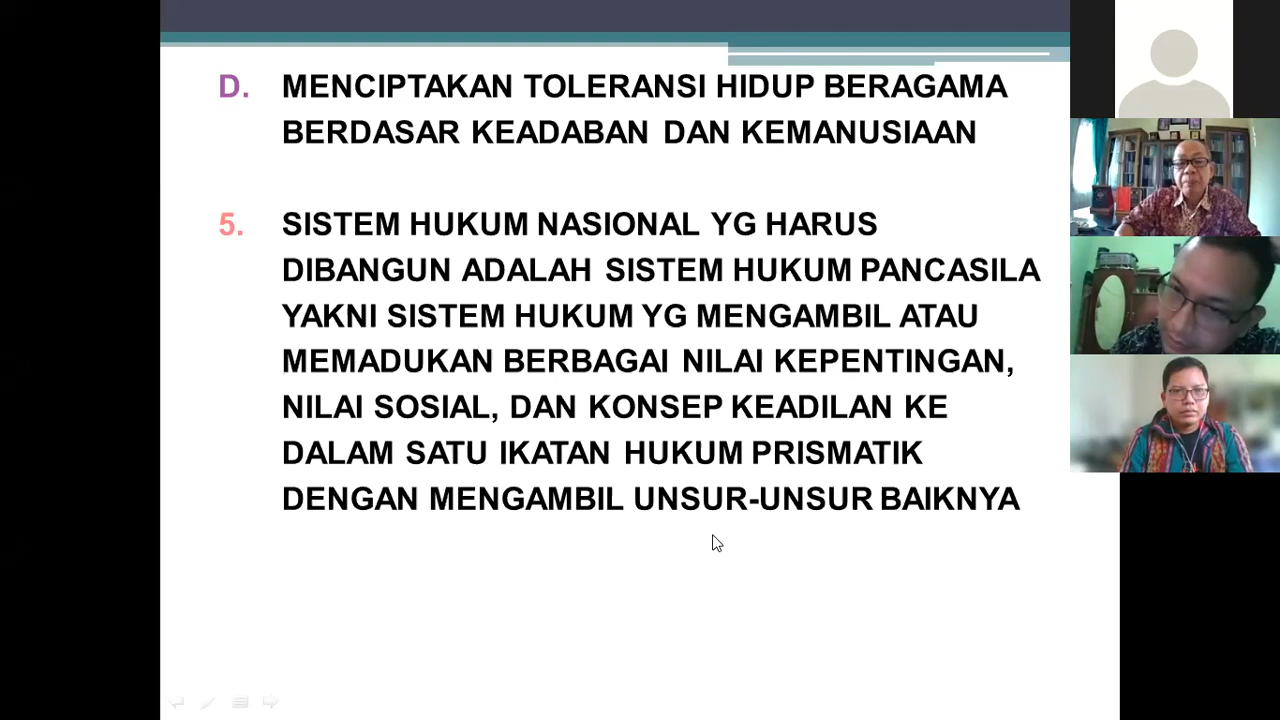 D. MENCIPTAKAN TOLERANSI HIDUP BERAGAMA
BERDASAR KEADABAN DAN KEMANUSIAAN
5. SISTEM HUKUM NASIONAL YG HARUS
DIBANGUN ADALAH SISTEM HUKUM PANCASILA
YAKNI SISTEM HUKUM YG MENGAMBIL ATAU
MEMADUKAN BERBAGAI NILAI KEPENTINGAN,
NILAI SOSIAL, DAN KONSEP KEADILAN KE
DALAM SATU IKATAN HUKUM PRISMATIK
DENGAN MENGAMBIL UNSUR-UNSUR BAIKNYA